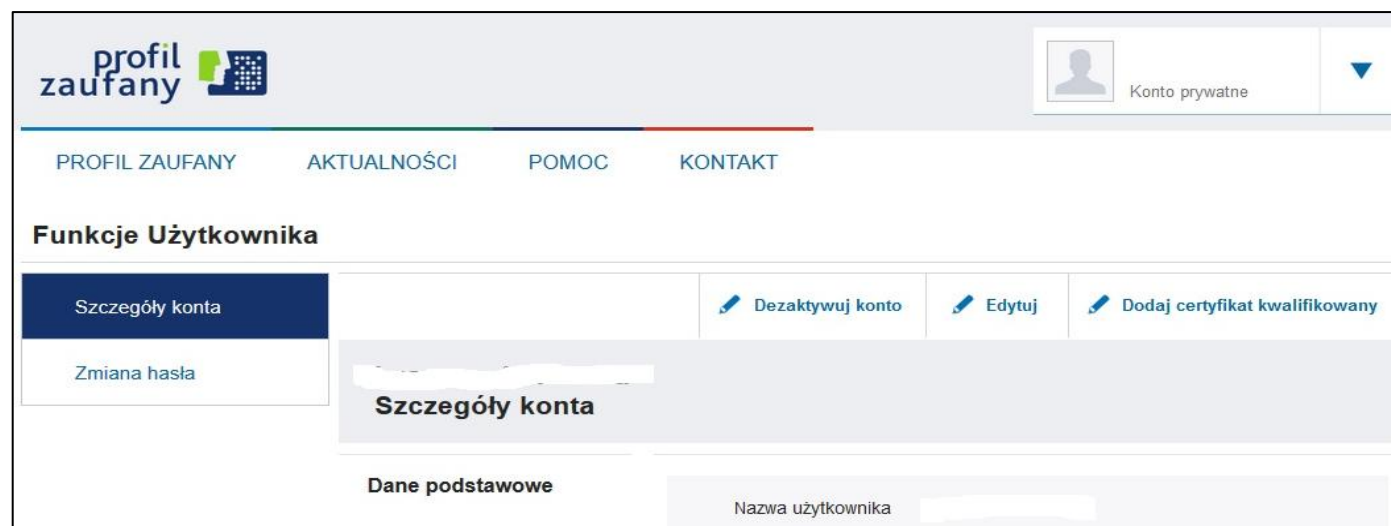 profil
zaufany
Konto prywatne
PROFIL ZAUFANY AKTUALNOŚCI POMOC KONTAKT
Funkcje Użytkownika
Szczegóły konta
Dezaktywuj konto Edytuj Dodaj certyfikat kwalifikowany
Zmiana hasła
Szczegóły konta
Dane podstawowe
Nazwa użytkownika